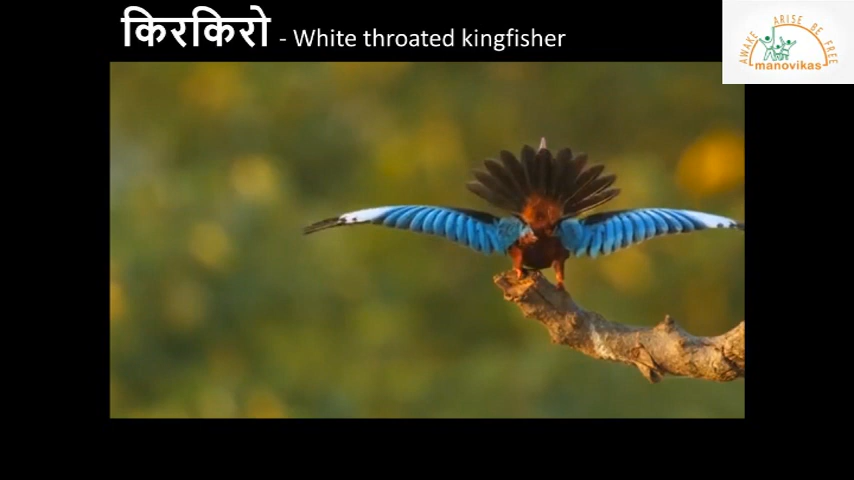 किरकिरो - White throated kingfisher
AWAKE ARISE BE FREE
manovikas